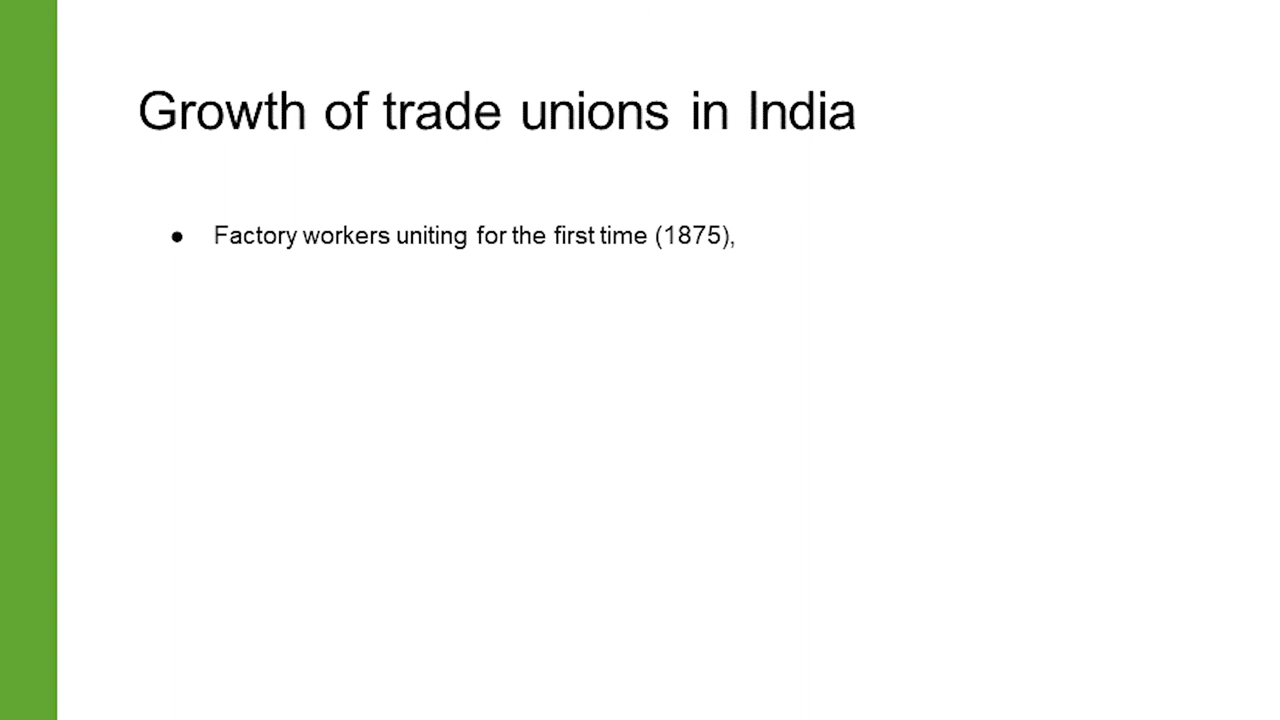 Growth of trade unions in India
● Factory workers uniting for the first time (1875),